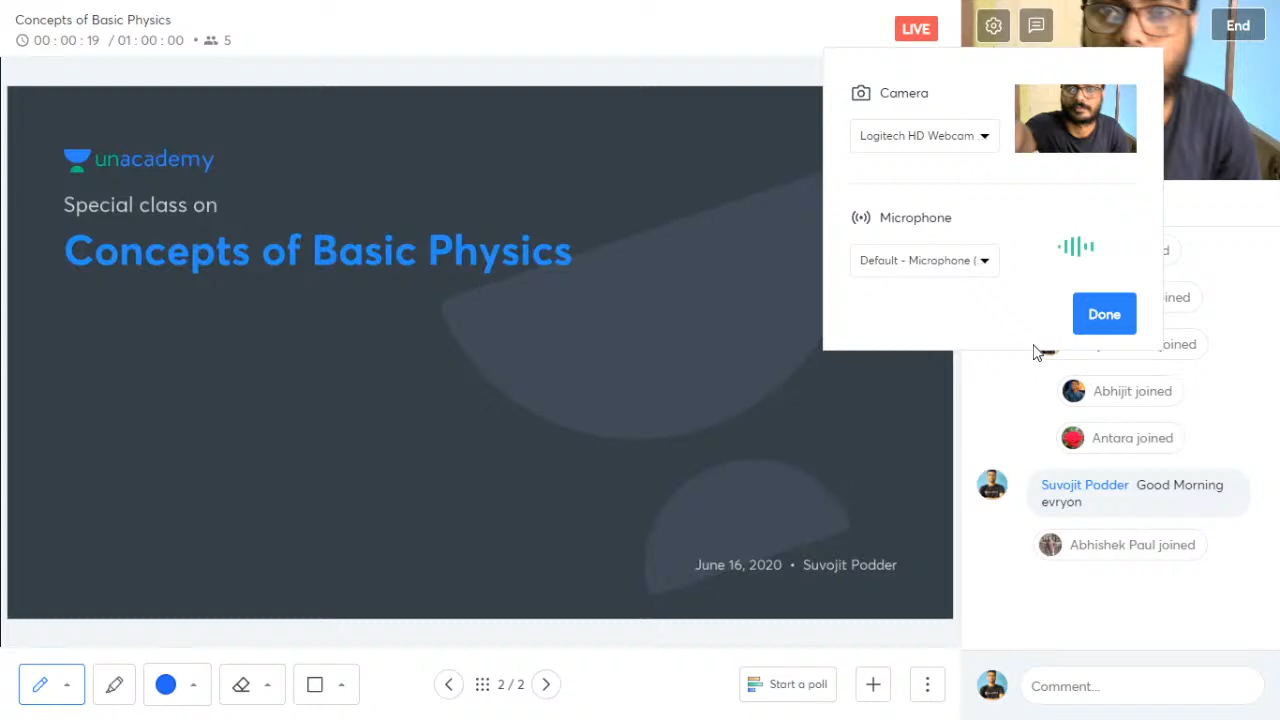 Concepts of Basic Physics
00 : 00 : 19 / 01 : 00 : 00 • 5
LIVE
End
unacademy
Special class on
Concepts of Basic Physics
June 16, 2020 • Suvojit Podder
Camera
Logitech HD Webcam
Microphone
Default - Microphone (
Done
joined
Abhijit joined
Antara joined
Suvojit Podder Good Morning
evryon
Abhishek Paul joined
2 / 2
Start a poll
Comment...